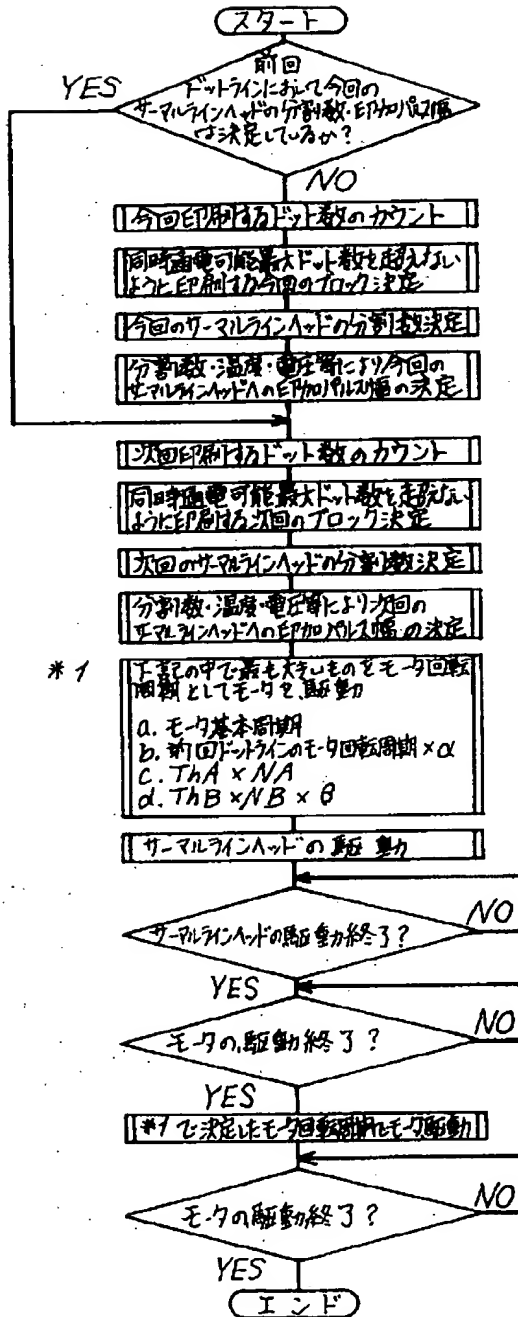 スタート
前回
ドットラインにおいて今回の
サーマルラインヘッドの分割数・印加パルス幅
は決定しているか?
YES
NO
今回印刷するドット数のカウント
同時通電可能最大ドット数を超えない
ように印刷する今回のブロック決定
今回のサーマルラインヘッドの分割数決定
分割数・温度・電圧等により今回の
サーマルラインヘッドへの印加パルス幅の決定
次回印刷するドット数のカウント
同時通電可能最大ドット数を超えない
ように印刷する次回のブロック決定
次回のサーマルラインヘッドの分割数決定
分割数・温度・電圧等により次回の
サーマルラインヘッドへの印加パルス幅の決定
*1
下記の中で最も大きいものをモータ回転
周期としてモータを駆動
a. モータ基本周期
b. 前回ドットラインのモータ回転周期×α
c. ThA × NA
d. ThB × NB × β
サーマルラインヘッドの駆動
サーマルラインヘッドの駆動終了?
NO
YES
モータの駆動終了?
NO
YES
*1で決定したモータ回転周期でモータ駆動
モータの駆動終了?
NO
YES
エンド